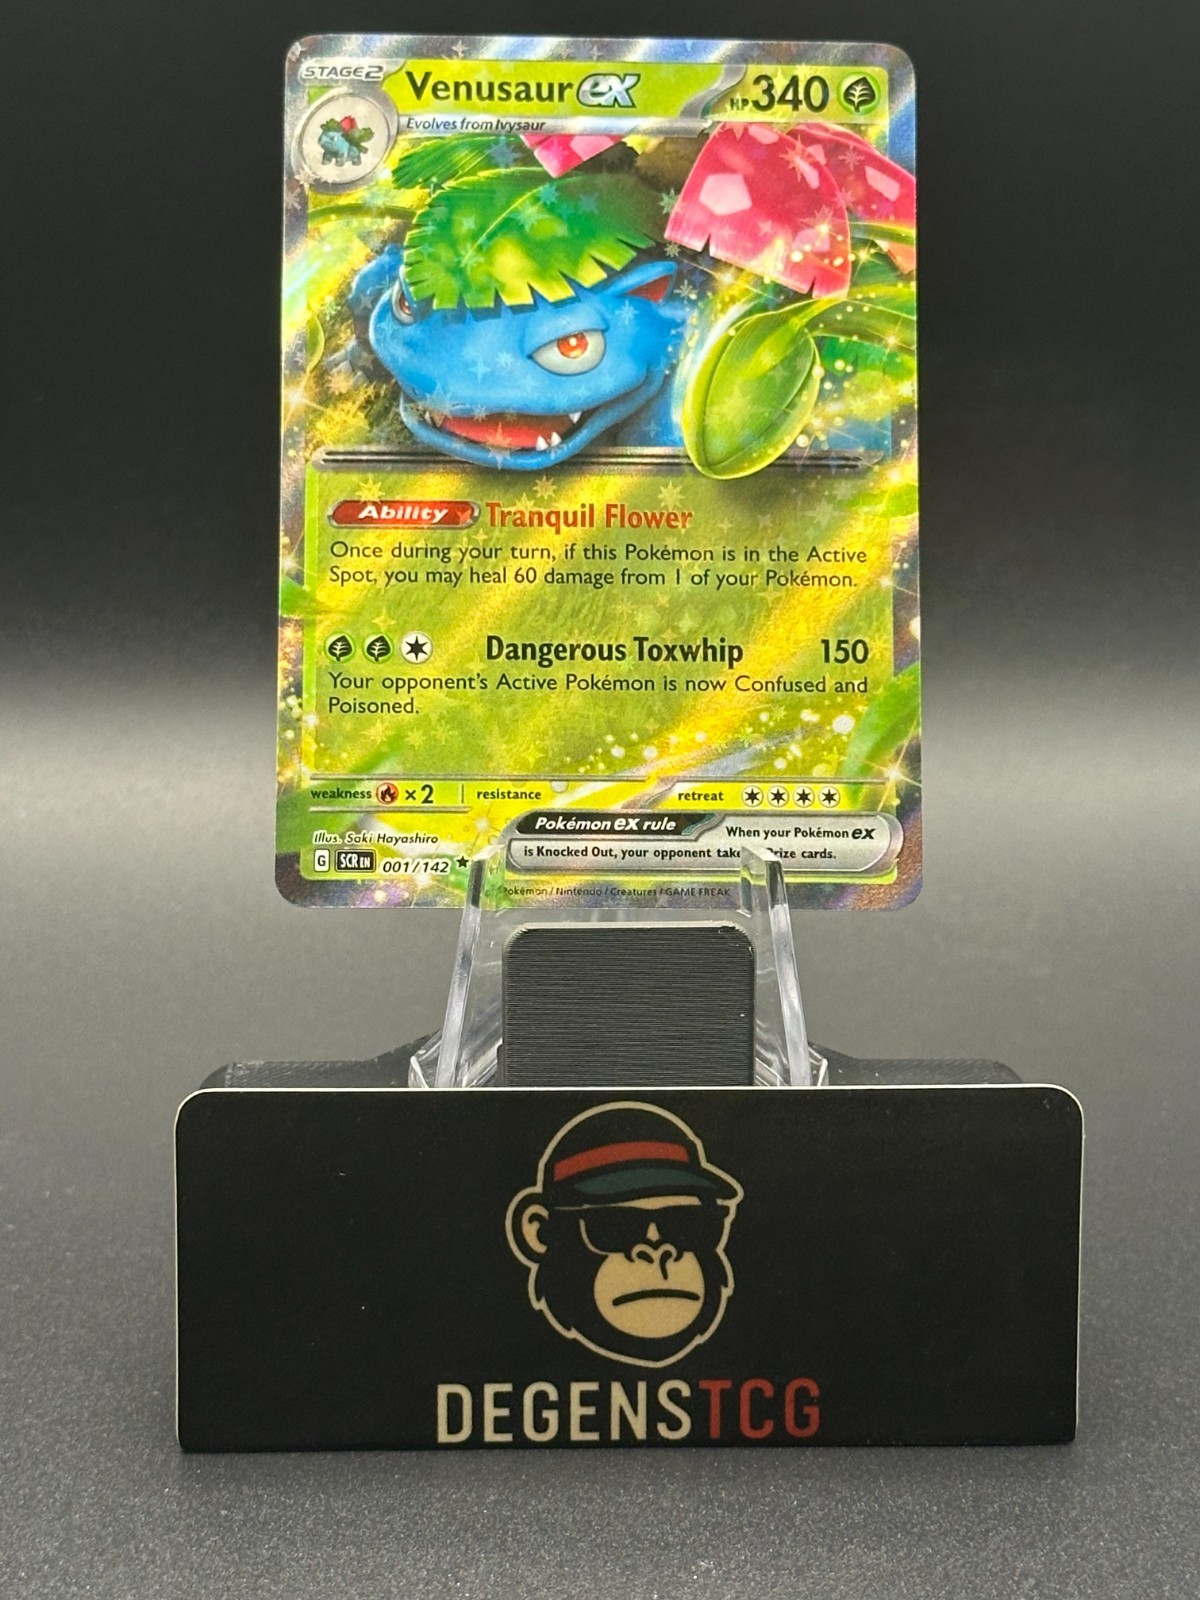 STAGE2 Venusaur ex HP 340
Evolves from Ivysaur
Ability Tranquil Flower
Once during your turn, if this Pokémon is in the Active
Spot, you may heal 60 damage from 1 of your Pokémon.
Dangerous Toxwhip 150
Your opponent's Active Pokémon is now Confused and
Poisoned.
weakness ×2 resistance retreat
Illus. Saki Hayashiro
Pokémon ex rule When your Pokémon ex
is Knocked Out, your opponent Prize cards.
G SCR EN 001/142
Pokémon / Nintendo / Creatures / GAME FREAK
DEGENSTCG